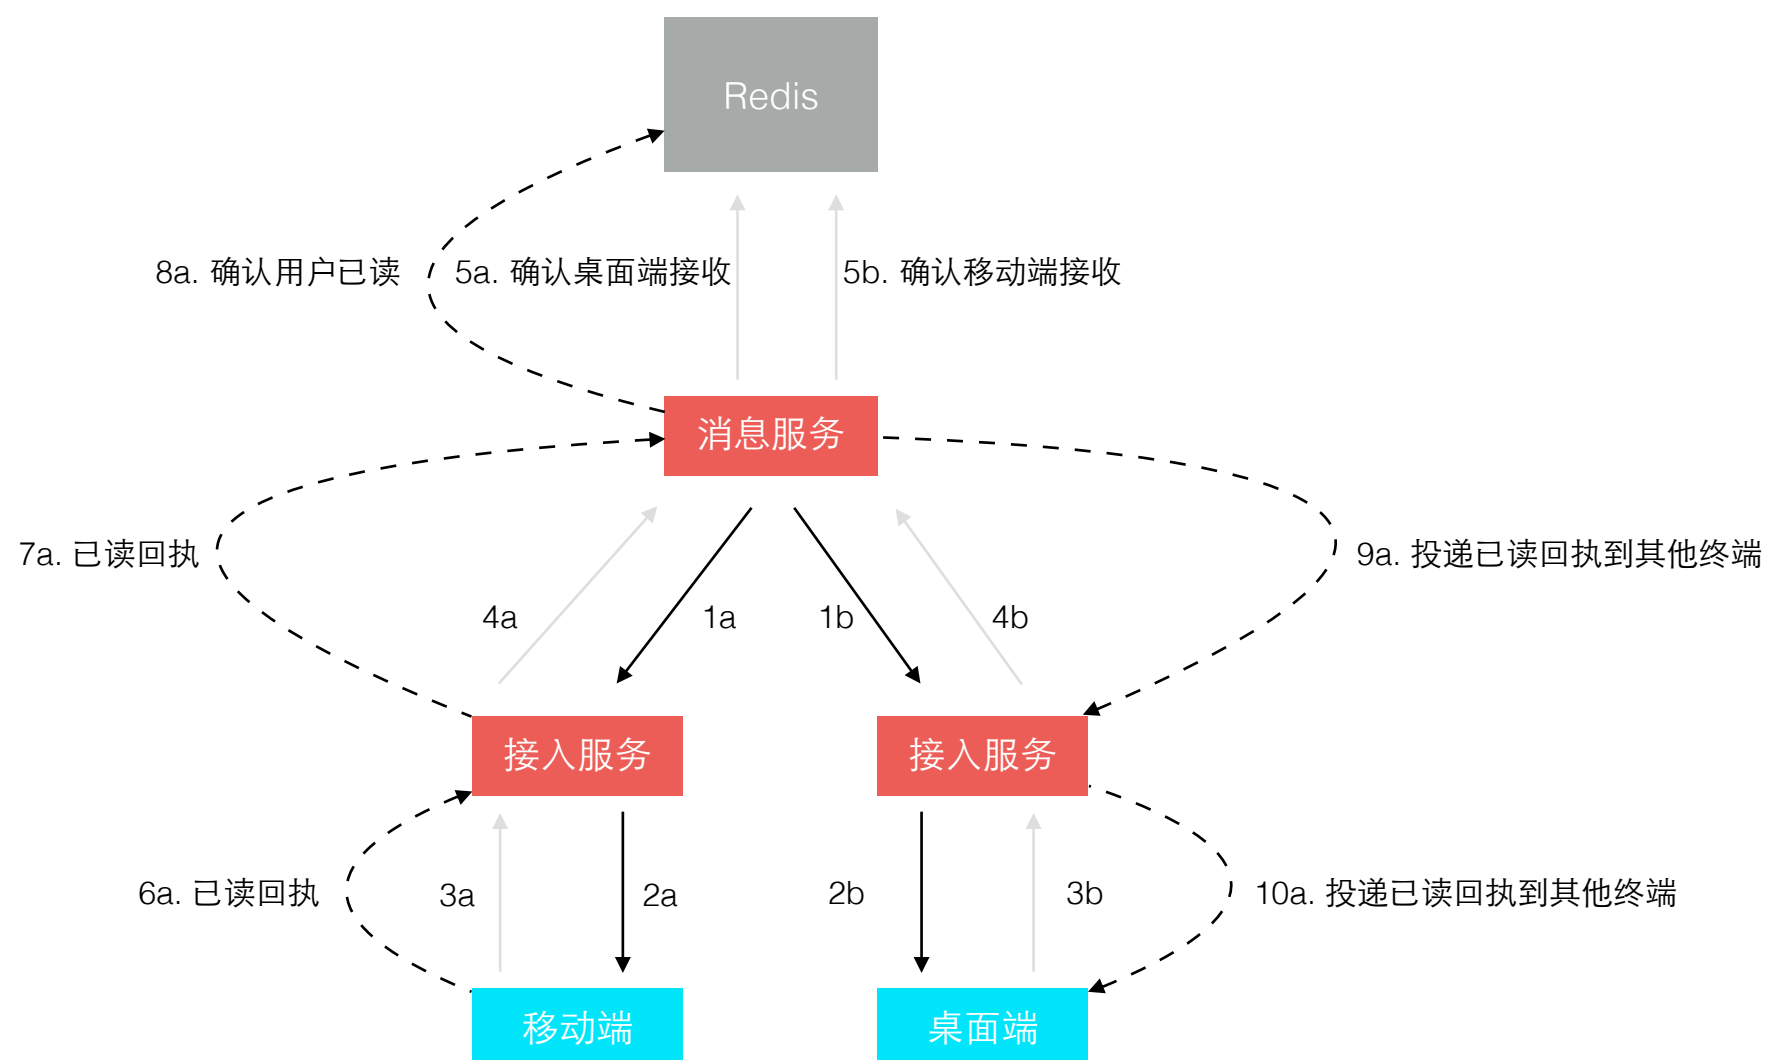 Redis
8a. 确认用户已读
5a. 确认桌面端接收
5b. 确认移动端接收
消息服务
7a. 已读回执
9a. 投递已读回执到其他终端
4a
1a
1b
4b
接入服务
接入服务
6a. 已读回执
3a
2a
2b
3b
10a. 投递已读回执到其他终端
移动端
桌面端